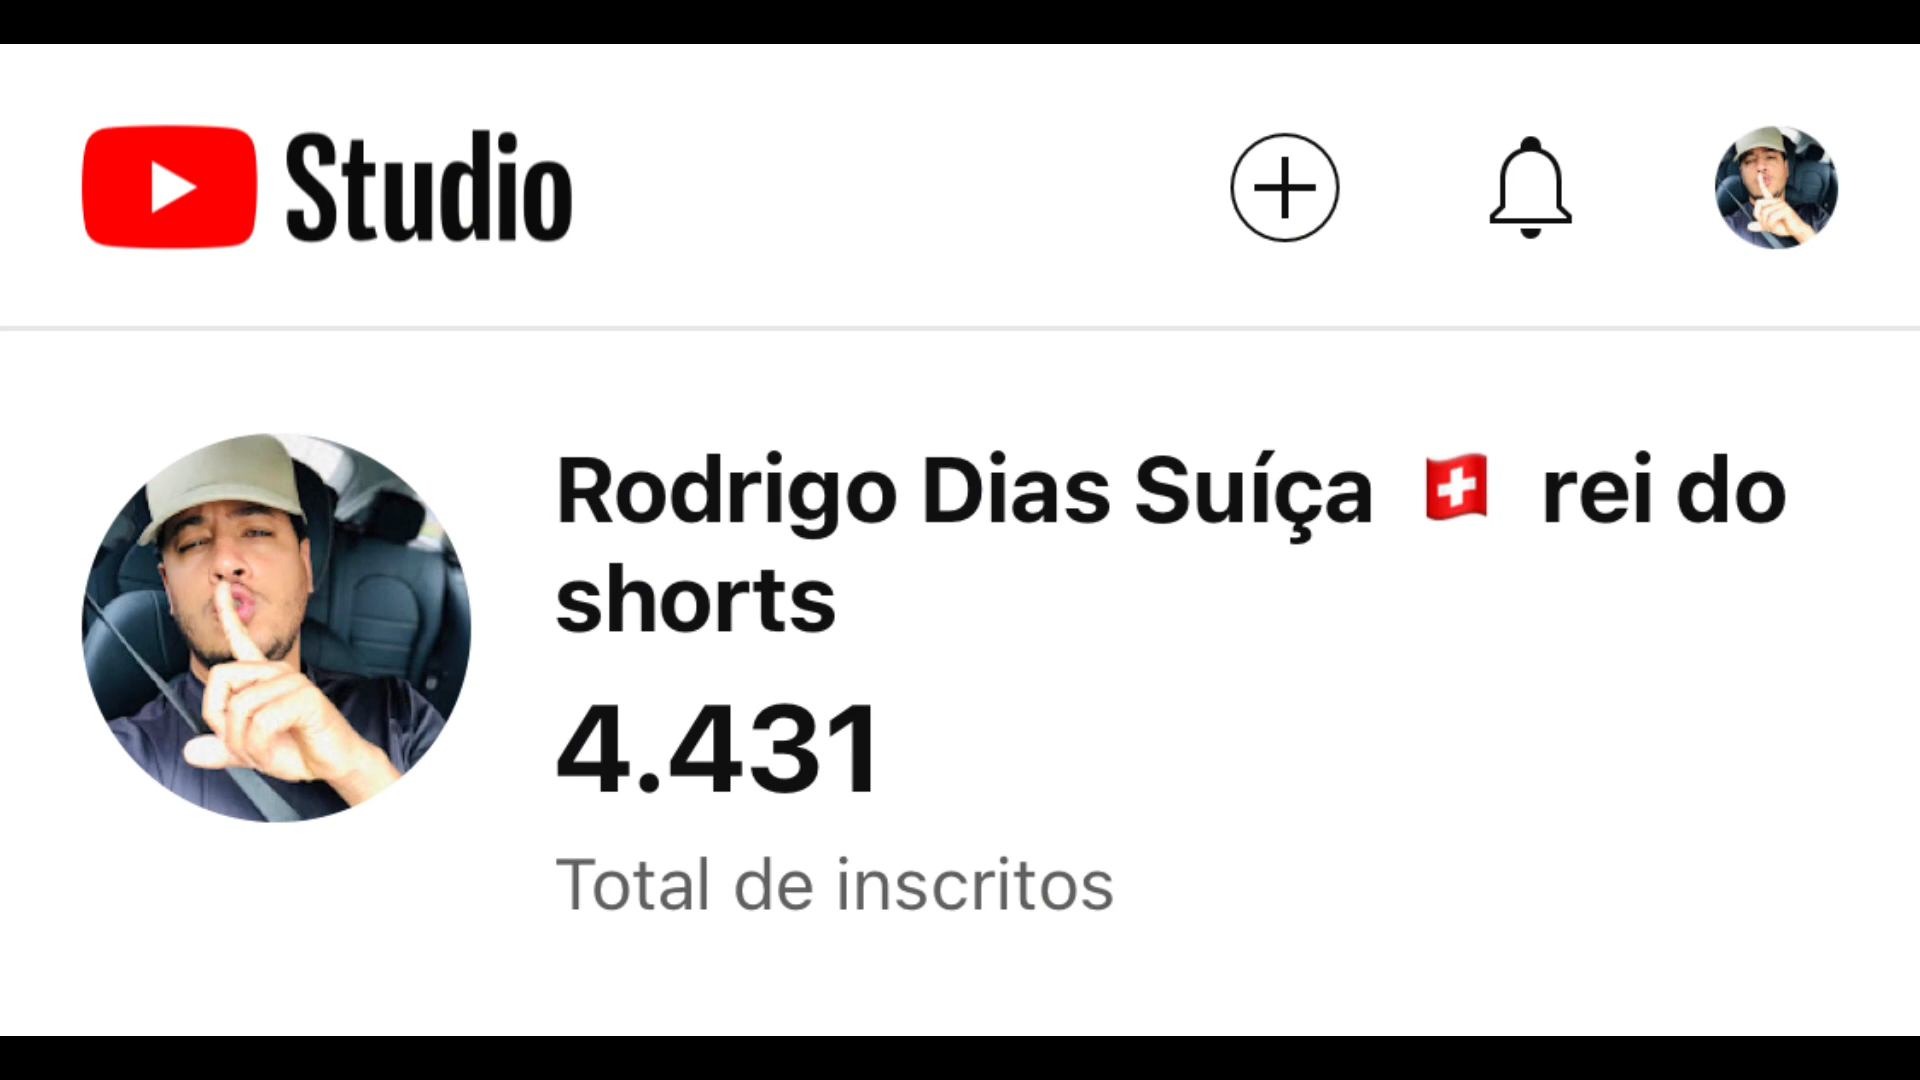 Studio
Rodrigo Dias Suíça 🇨🇭 rei do
shorts
4.431
Total de inscritos